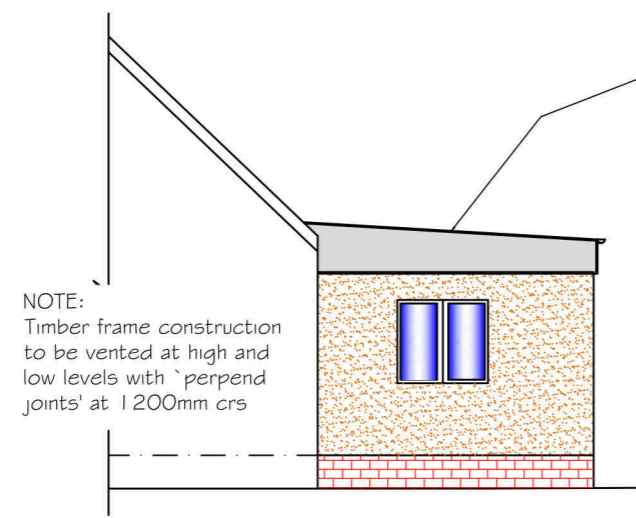 NOTE:
Timber frame construction
to be vented at high and
low levels with `perpend
joints' at 1200mm crs